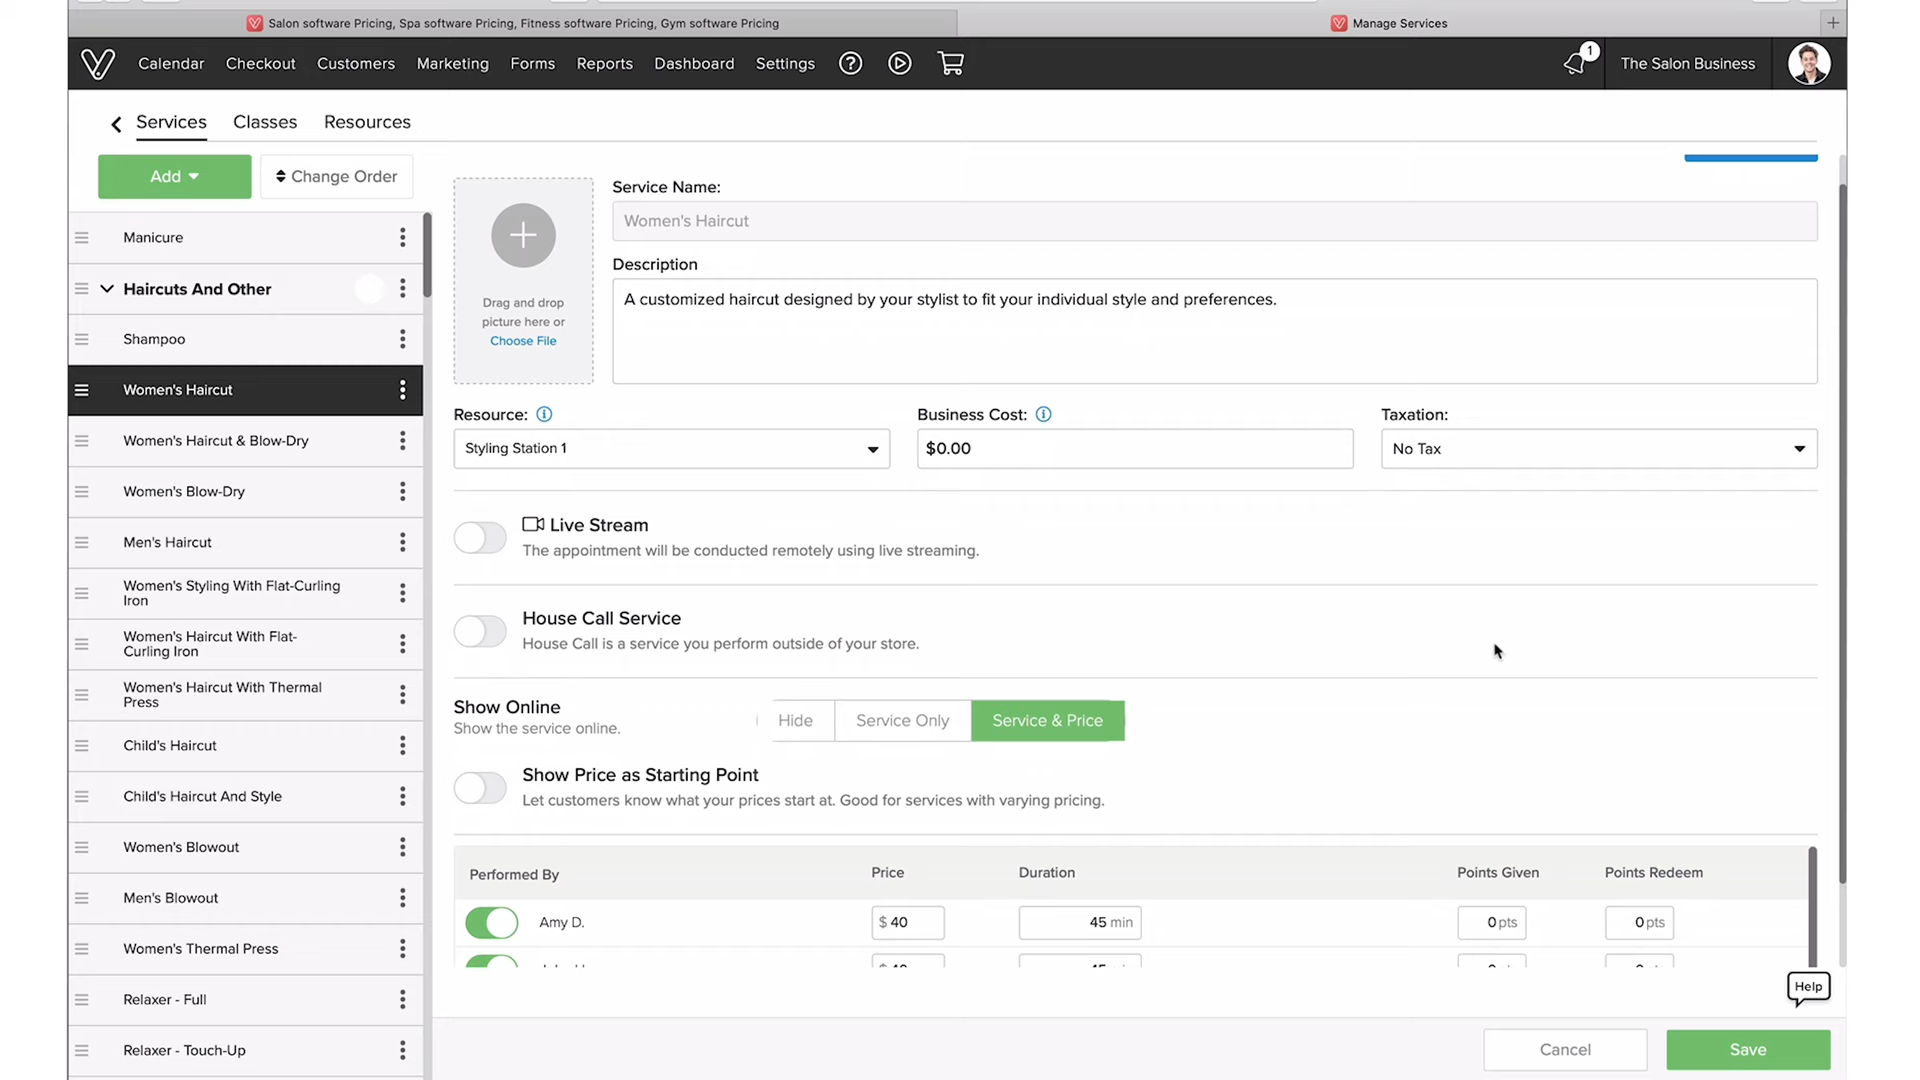 Salon software Pricing, Spa software Pricing, Fitness software Pricing, Gym software Pricing
Manage Services
Calendar Checkout Customers Marketing Forms Reports Dashboard Settings ? 1 The Salon Business
Services Classes Resources
Add Change Order
Manicure
Haircuts And Other
Shampoo
Women's Haircut
Women's Haircut & Blow-Dry
Women's Blow-Dry
Men's Haircut
Women's Styling With Flat-Curling
Iron
Women's Haircut With Flat-
Curling Iron
Women's Haircut With Thermal
Press
Child's Haircut
Child's Haircut And Style
Women's Blowout
Men's Blowout
Women's Thermal Press
Relaxer - Full
Relaxer - Touch-Up
Drag and drop
picture here or
Choose File
Service Name:
Women's Haircut
Description
A customized haircut designed by your stylist to fit your individual style and preferences.
Resource: Business Cost: Taxation:
Styling Station 1 $0.00 No Tax
Live Stream
The appointment will be conducted remotely using live streaming.
House Call Service
House Call is a service you perform outside of your store.
Show Online
Show the service online.
Hide Service Only Service & Price
Show Price as Starting Point
Let customers know what your prices start at. Good for services with varying pricing.
Performed By Price Duration Points Given Points Redeem
Amy D. $ 40 45 min 0 pts 0 pts
Help
Cancel Save